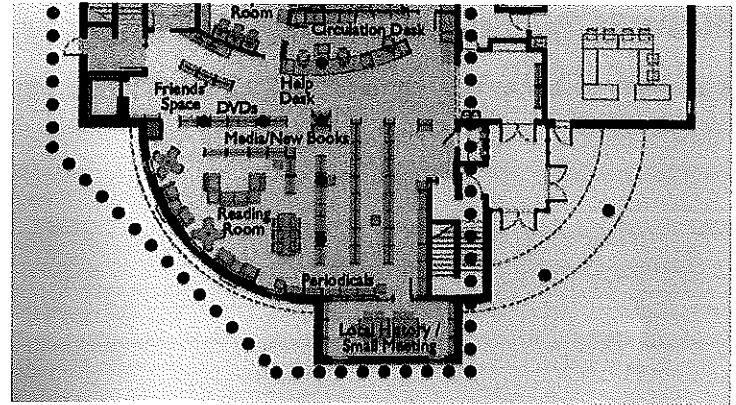 Room
Circulation Desk
Help
Desk
Friends
Space
DVDs
Media/New Books
Reading
Room
Periodicals
Local History /
Small Meeting